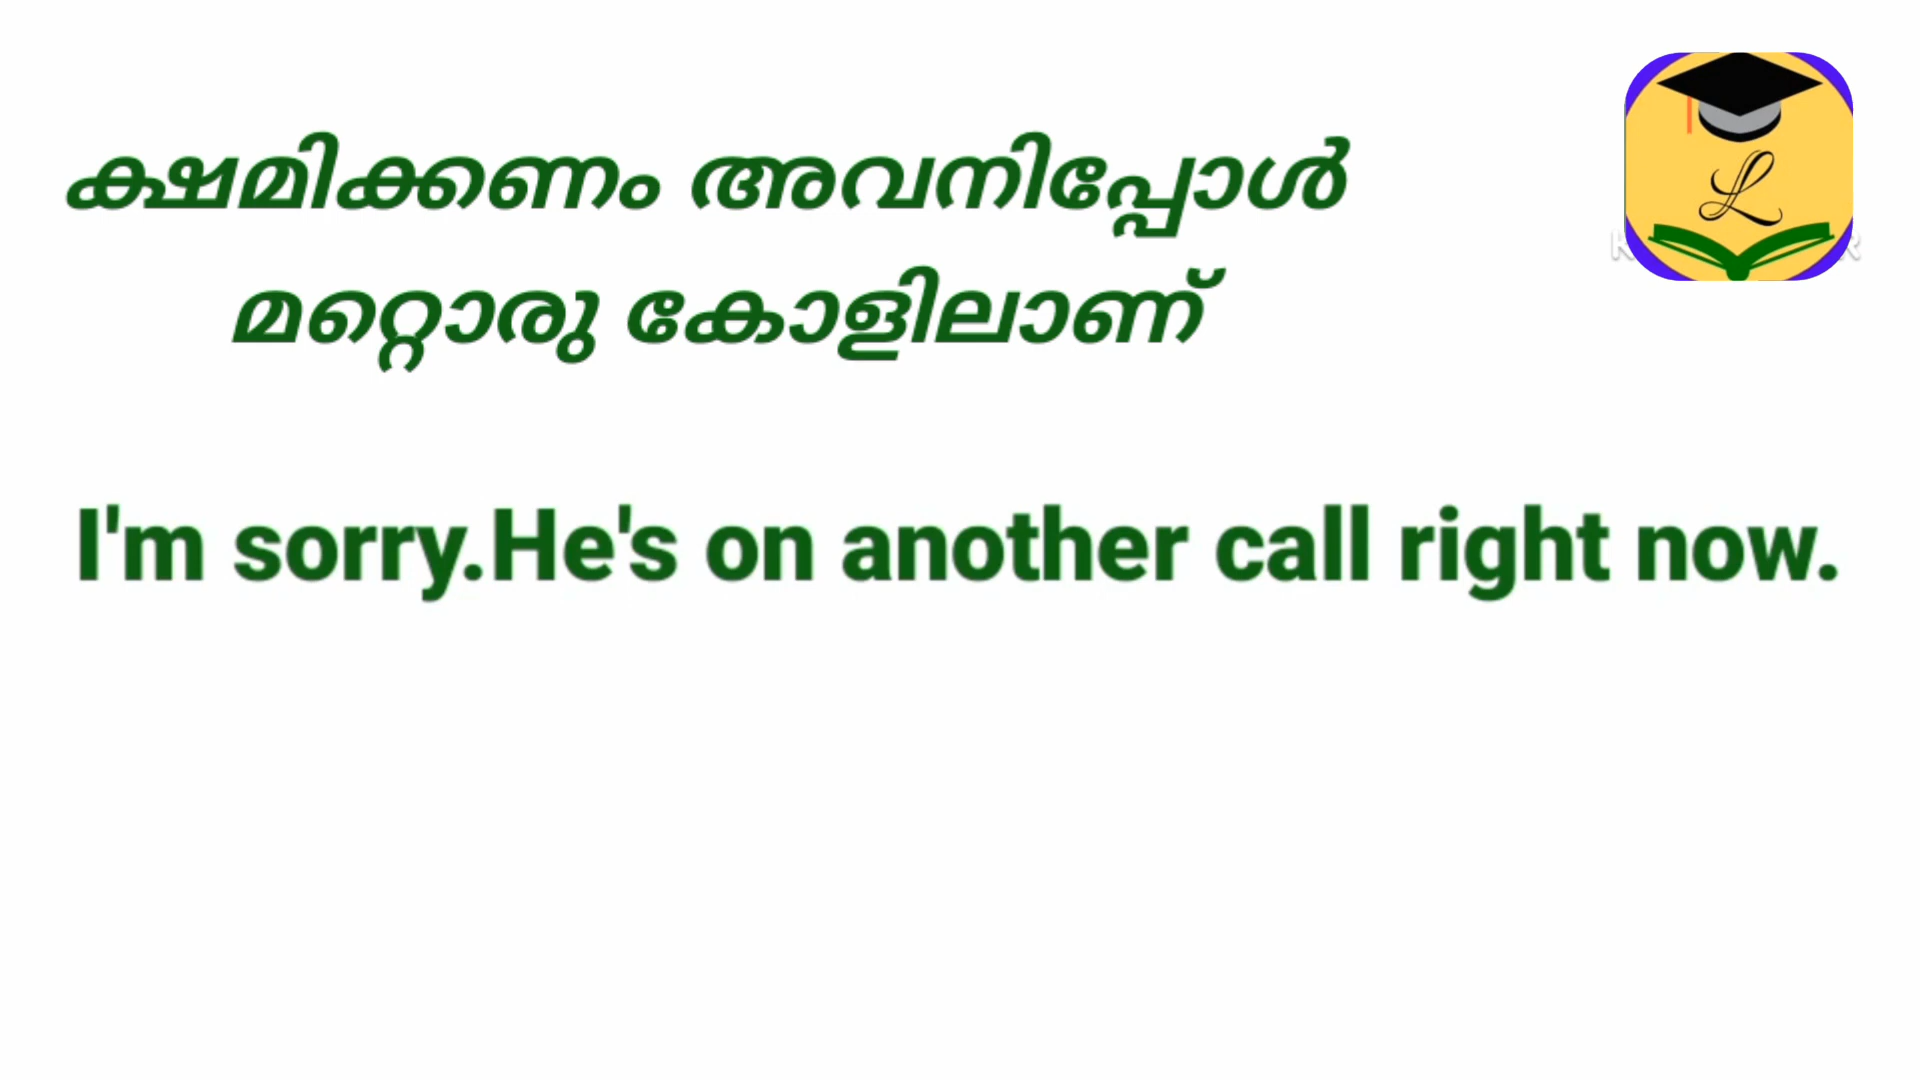 ക്ഷമിക്കണം അവനിപ്പോൾ
മറ്റൊരു കോളിലാണ്
L
I'm sorry.He's on another call right now.